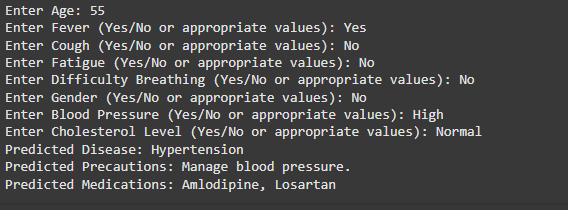 Enter Age: 55
Enter Fever (Yes/No or appropriate values): Yes
Enter Cough (Yes/No or appropriate values): No
Enter Fatigue (Yes/No or appropriate values): No
Enter Difficulty Breathing (Yes/No or appropriate values): No
Enter Gender (Yes/No or appropriate values): No
Enter Blood Pressure (Yes/No or appropriate values): High
Enter Cholesterol Level (Yes/No or appropriate values): Normal
Predicted Disease: Hypertension
Predicted Precautions: Manage blood pressure.
Predicted Medications: Amlodipine, Losartan